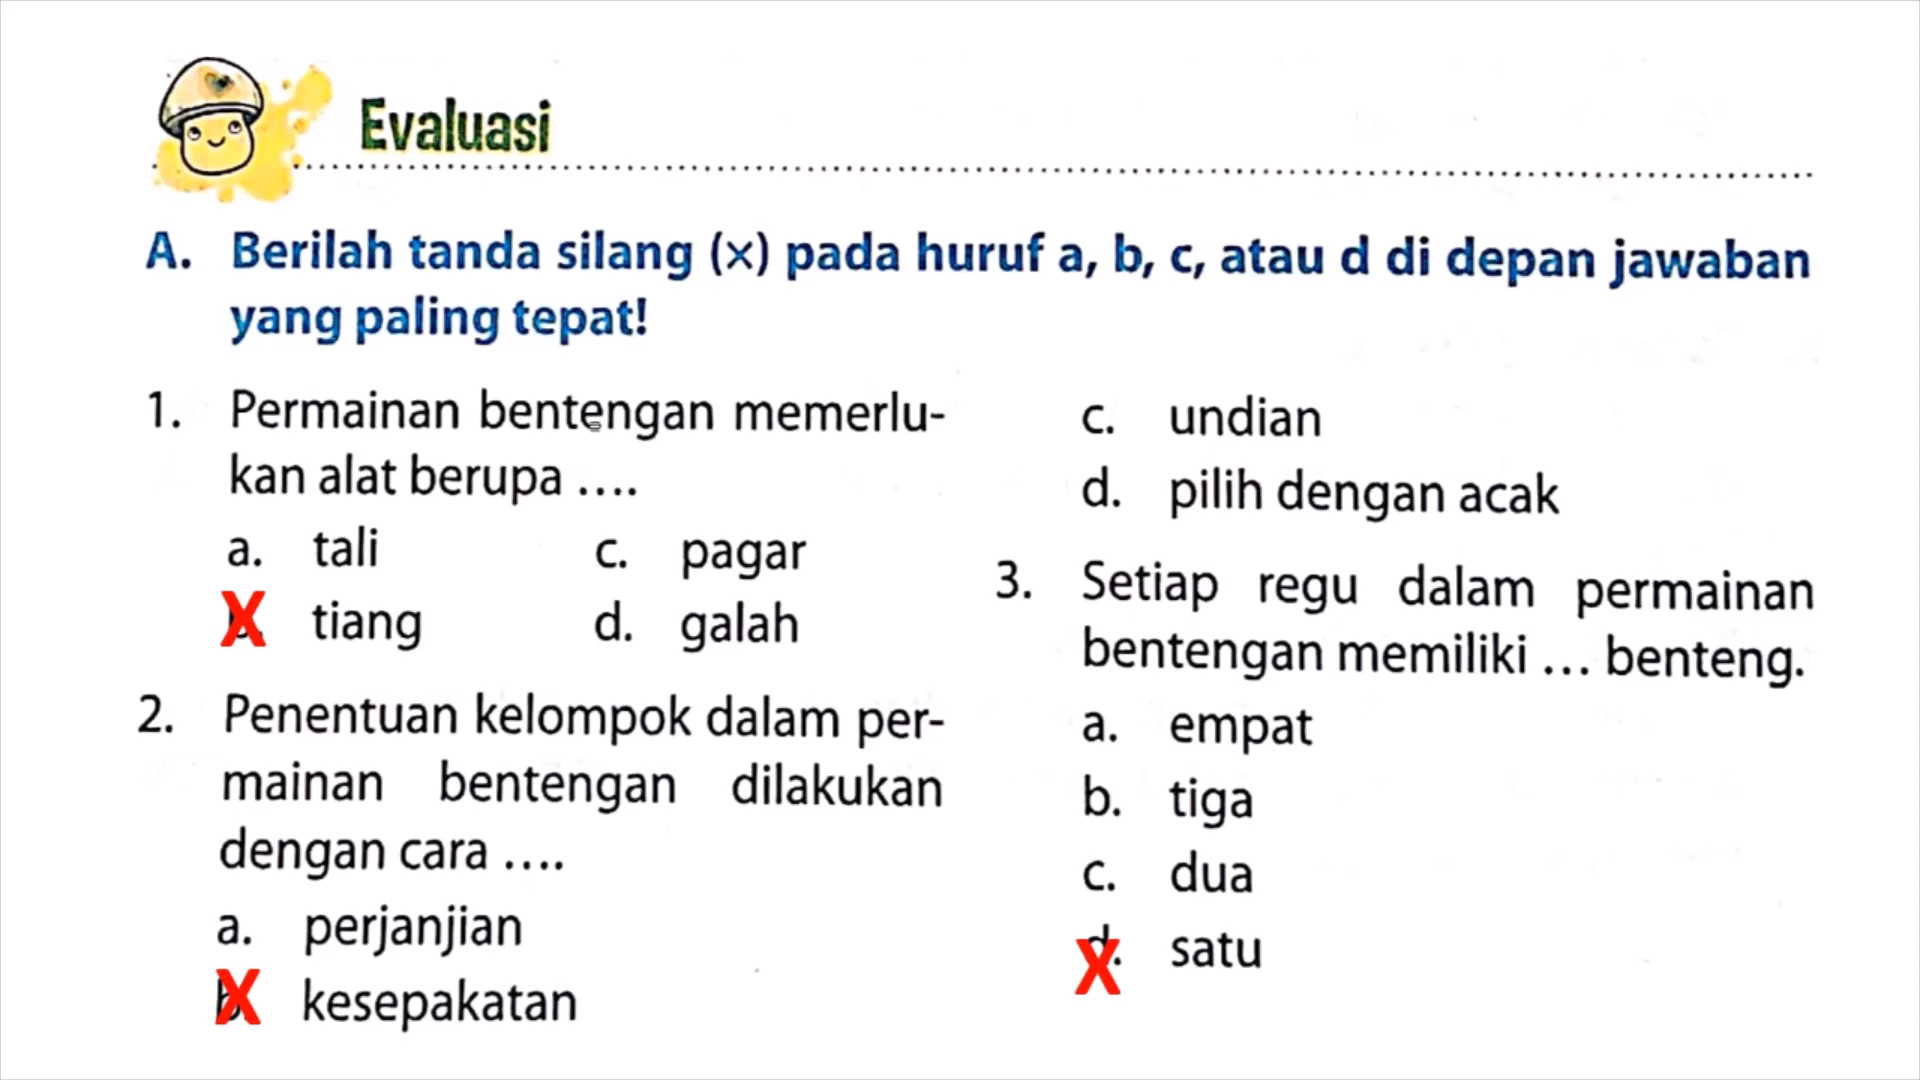 Evaluasi
A. Berilah tanda silang (×) pada huruf a, b, c, atau d di depan jawaban
yang paling tepat!
1. Permainan bentengan memerlu-
kan alat berupa ....
a. tali c. pagar
X tiang d. galah
2. Penentuan kelompok dalam per-
mainan bentengan dilakukan
dengan cara ....
a. perjanjian
X kesepakatan
c. undian
d. pilih dengan acak
3. Setiap regu dalam permainan
bentengan memiliki ... benteng.
a. empat
b. tiga
c. dua
X satu